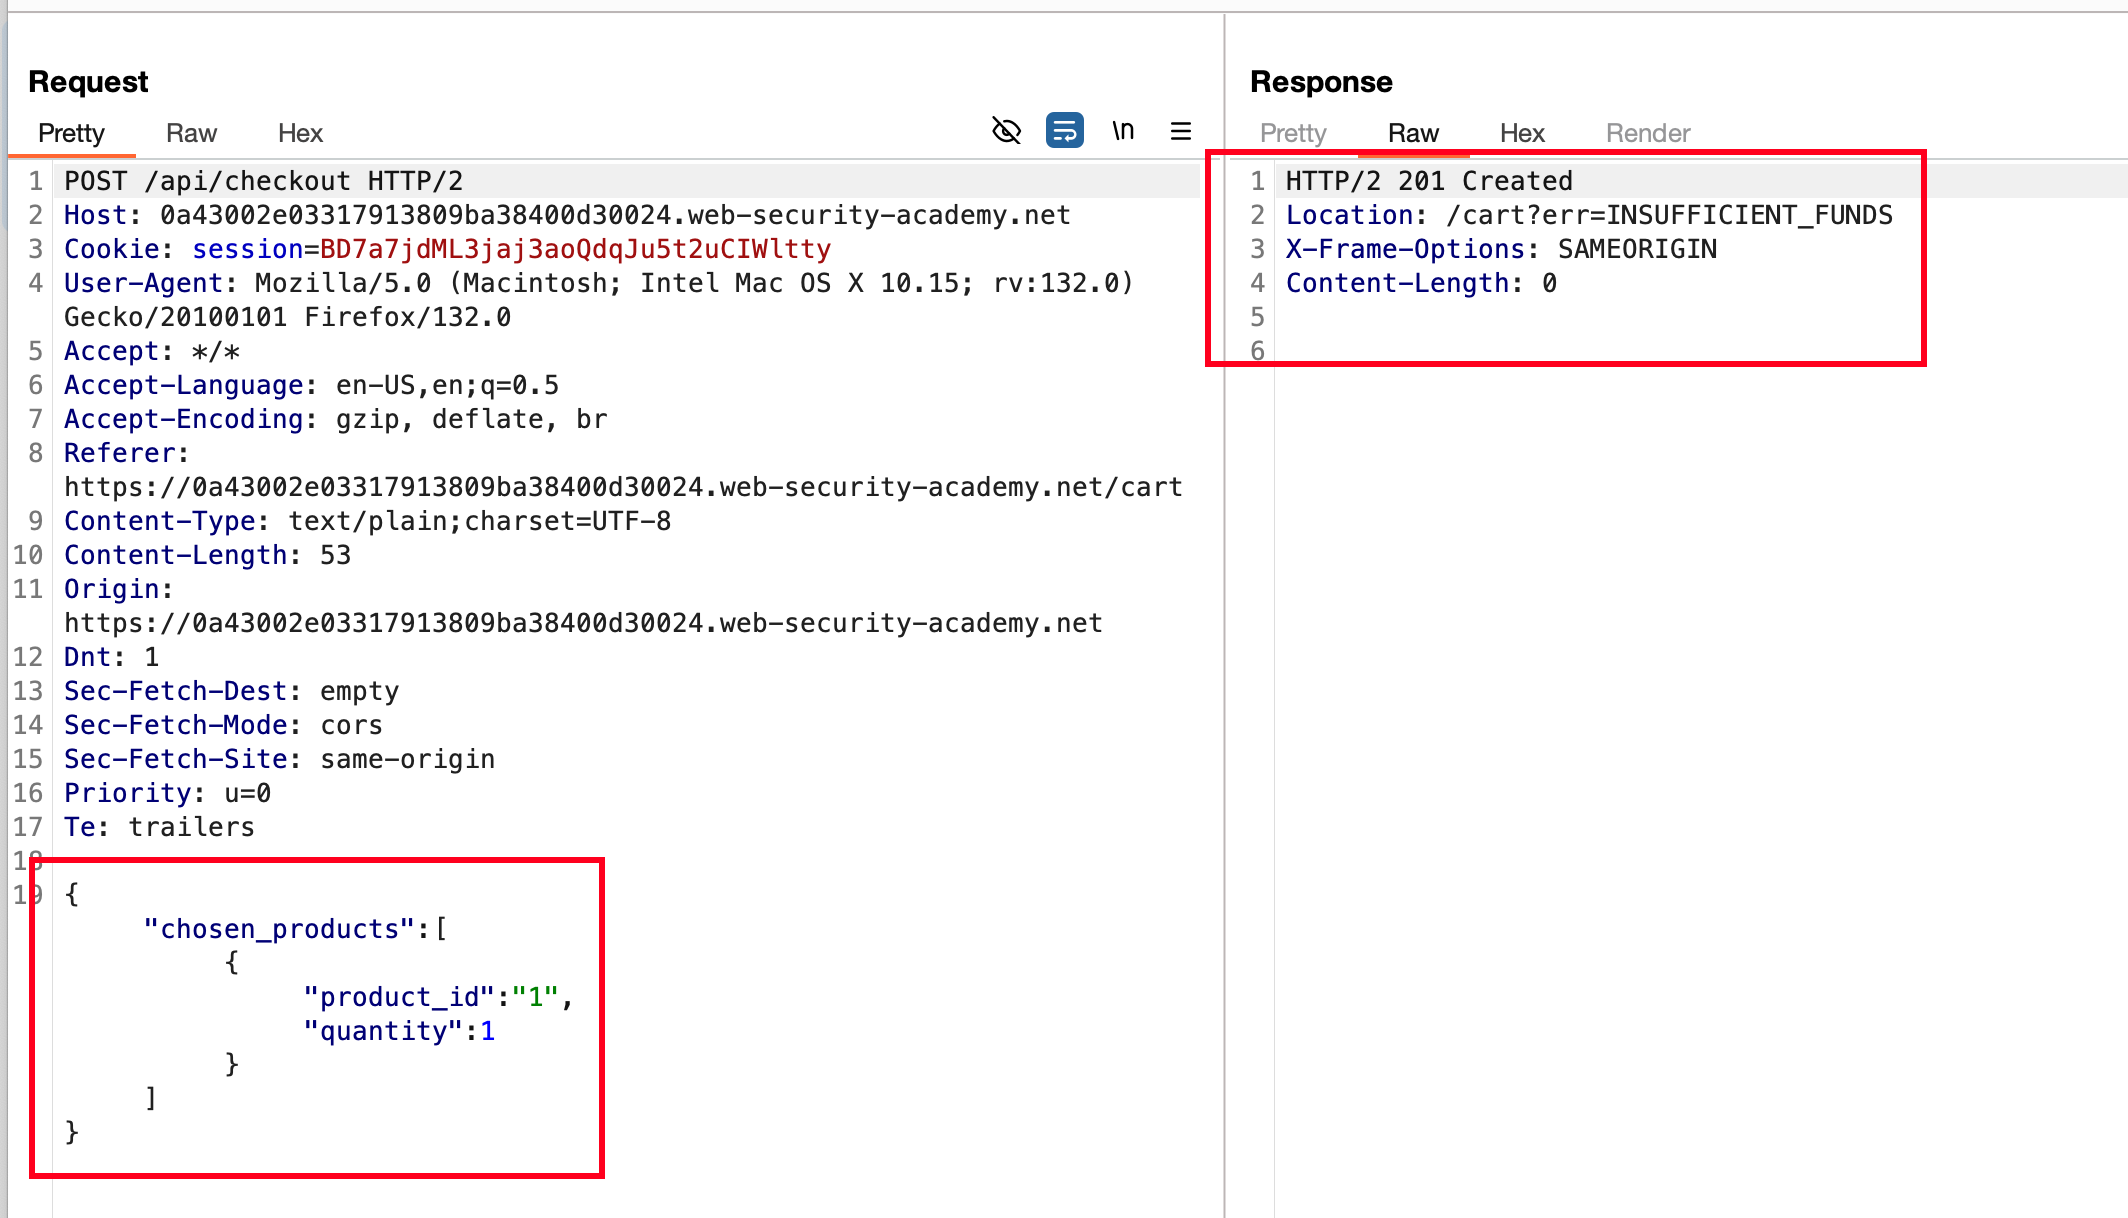 Request
Pretty Raw Hex \n
1 POST /api/checkout HTTP/2
2 Host: 0a43002e03317913809ba38400d30024.web-security-academy.net
3 Cookie: session=BD7a7jdML3jaj3aoQdqJu5t2uCIWltty
4 User-Agent: Mozilla/5.0 (Macintosh; Intel Mac OS X 10.15; rv:132.0)
Gecko/20100101 Firefox/132.0
5 Accept: */*
6 Accept-Language: en-US,en;q=0.5
7 Accept-Encoding: gzip, deflate, br
8 Referer:
https://0a43002e03317913809ba38400d30024.web-security-academy.net/cart
9 Content-Type: text/plain;charset=UTF-8
10 Content-Length: 53
11 Origin:
https://0a43002e03317913809ba38400d30024.web-security-academy.net
12 Dnt: 1
13 Sec-Fetch-Dest: empty
14 Sec-Fetch-Mode: cors
15 Sec-Fetch-Site: same-origin
16 Priority: u=0
17 Te: trailers
18
19 {
"chosen_products":[
{
"product_id":"1",
"quantity":1
}
]
}
Response
Pretty Raw Hex Render
1 HTTP/2 201 Created
2 Location: /cart?err=INSUFFICIENT_FUNDS
3 X-Frame-Options: SAMEORIGIN
4 Content-Length: 0
5
6